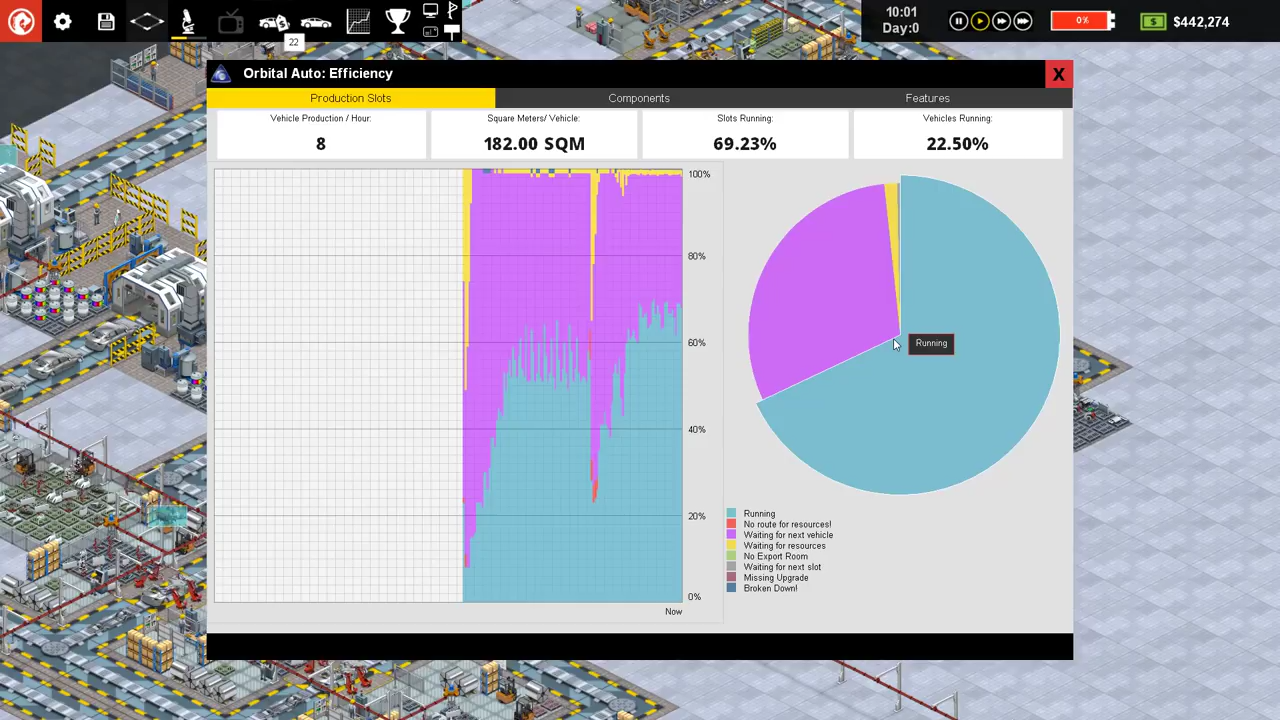 10:01
Day:0
0%
$442,274
22
Orbital Auto: Efficiency
X
Production Slots
Components
Features
Vehicle Production / Hour:
8
Square Meters/ Vehicle:
182.00 SQM
Slots Running:
69.23%
Vehicles Running:
22.50%
100%
80%
60%
40%
20%
0%
Now
Running
Running
No route for resources!
Waiting for next vehicle
Waiting for resources
No Export Room
Waiting for next slot
Missing Upgrade
Broken Down!